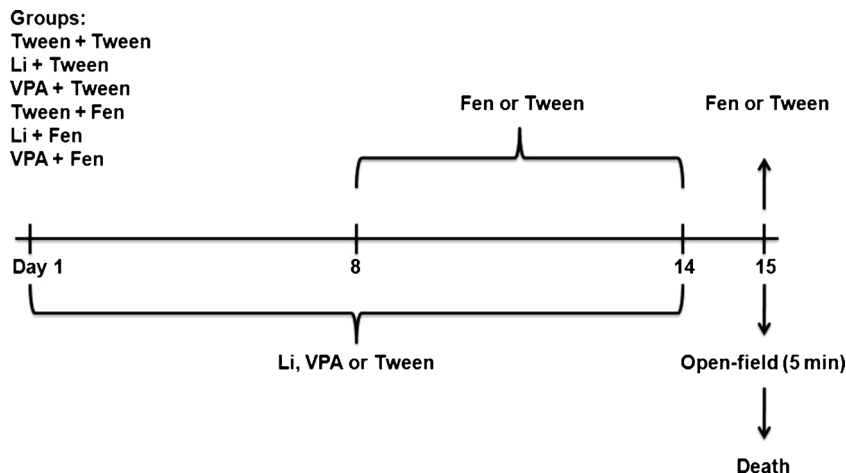 Groups:
Tween + Tween
Li + Tween
VPA + Tween
Tween + Fen
Li + Fen
VPA + Fen
Fen or Tween
Fen or Tween
Day 1
8
14
15
Li, VPA or Tween
Open-field (5 min)
Death